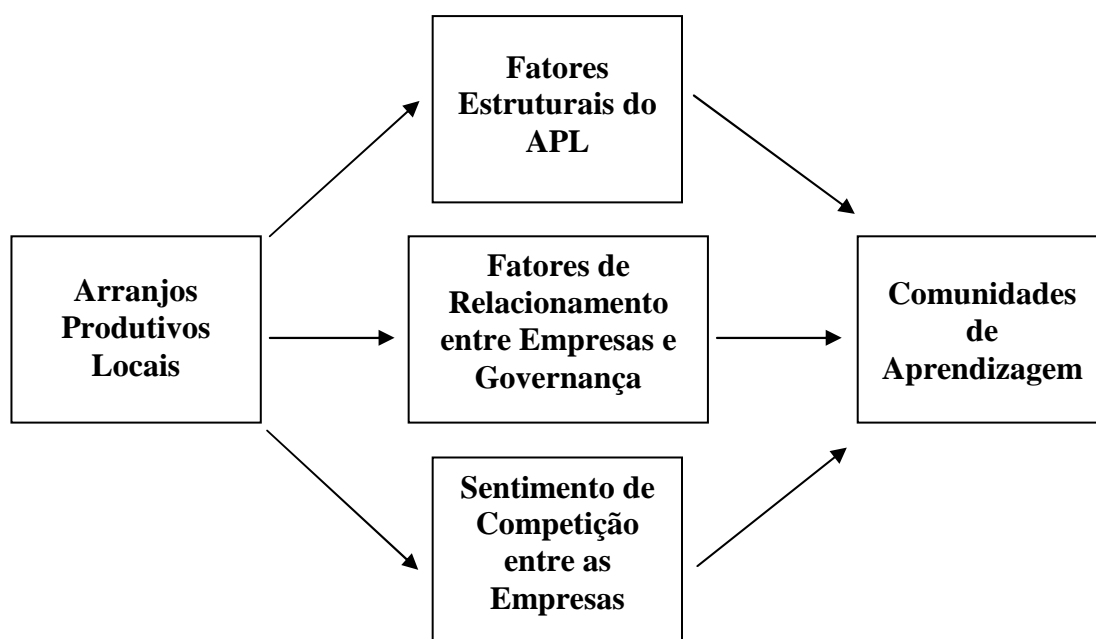 Fatores
Estruturais do
APL
Arranjos
Produtivos
Locais
Fatores de
Relacionamento
entre Empresas e
Governança
Comunidades
de
Aprendizagem
Sentimento de
Competição
entre as
Empresas